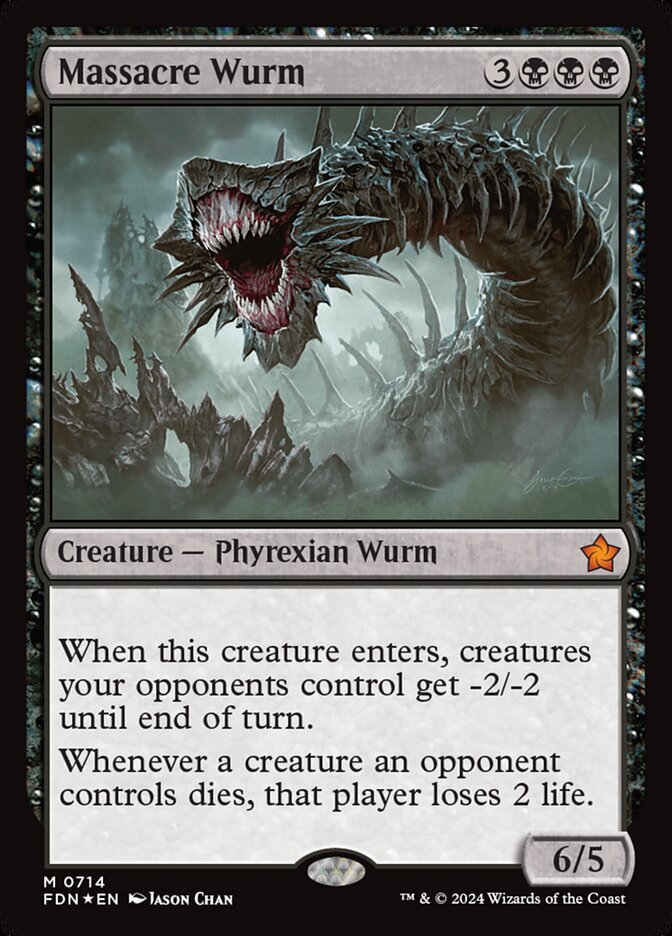 Massacre Wurm 3
Creature — Phyrexian Wurm
When this creature enters, creatures
your opponents control get -2/-2
until end of turn.
Whenever a creature an opponent
controls dies, that player loses 2 life.
6/5
M 0714
FDN★EN Jason Chan
™ & © 2024 Wizards of the Coast